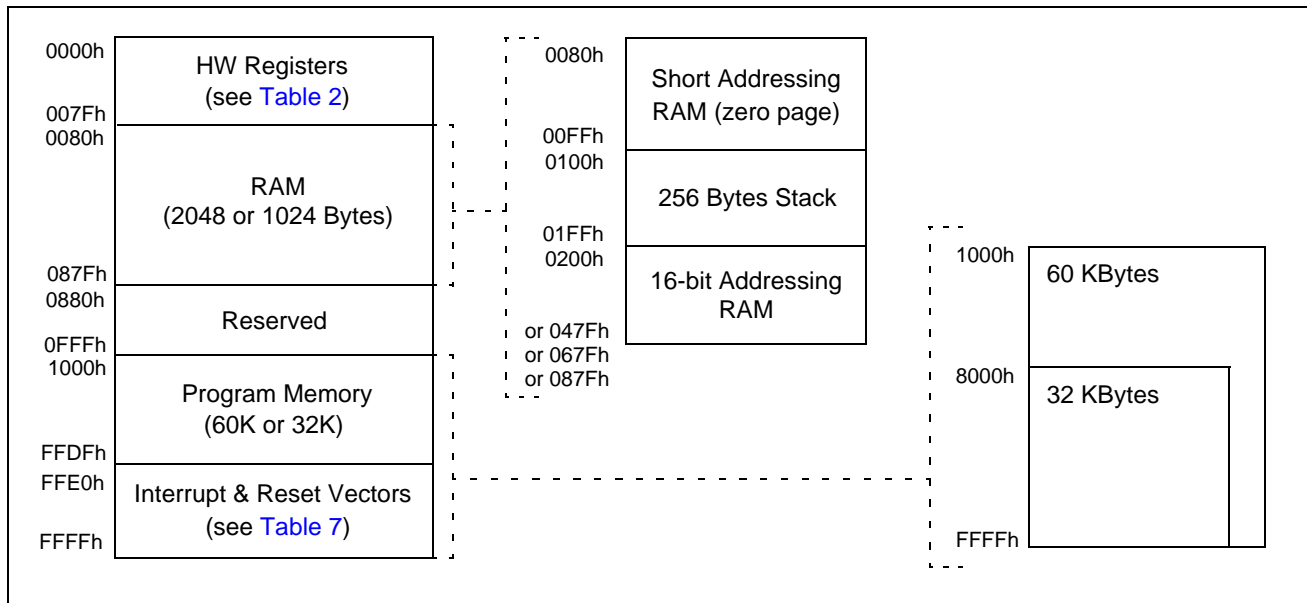 0000h
HW Registers
(see Table 2)
007Fh
0080h
RAM
(2048 or 1024 Bytes)
087Fh
0880h
Reserved
0FFFh
1000h
Program Memory
(60K or 32K)
FFDFh
FFE0h
Interrupt & Reset Vectors
(see Table 7)
FFFFh
0080h
Short Addressing
RAM (zero page)
00FFh
0100h
256 Bytes Stack
01FFh
0200h
16-bit Addressing
RAM
or 047Fh
or 067Fh
or 087Fh
1000h
60 KBytes
8000h
32 KBytes
FFFFh